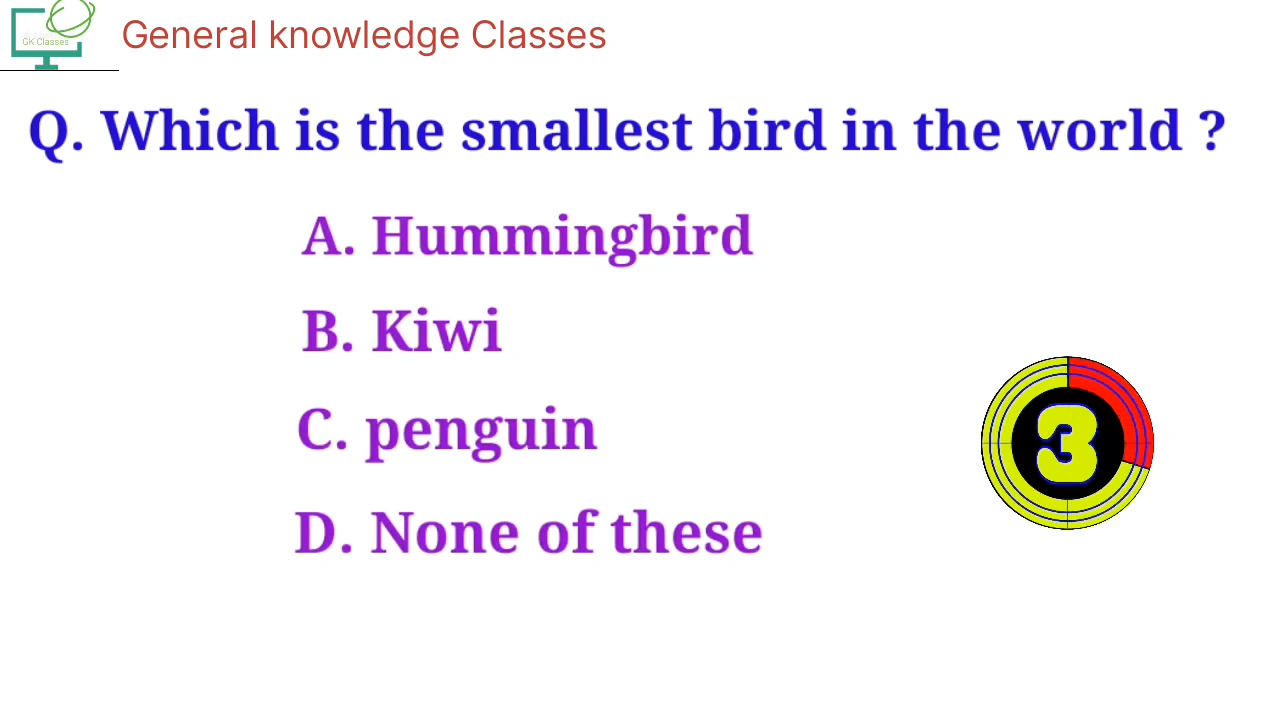 GK Classes
General knowledge Classes
Q. Which is the smallest bird in the world ?
A. Hummingbird
B. Kiwi
C. penguin
3
D. None of these